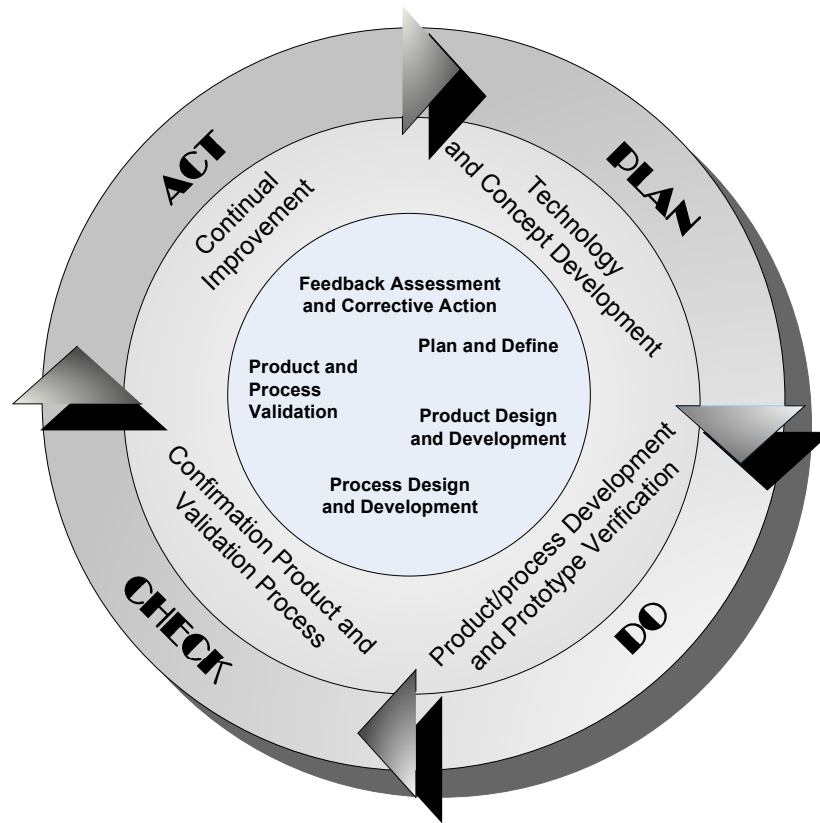 ACT
PLAN
Continual
Improvement
Technology
and Concept Development
Feedback Assessment
and Corrective Action
Plan and Define
Product and
Process
Validation
Product Design
and Development
Process Design
and Development
Confirmation Product and
Validation Process
Product/process Development
and Prototype Verification
CHECK
DO